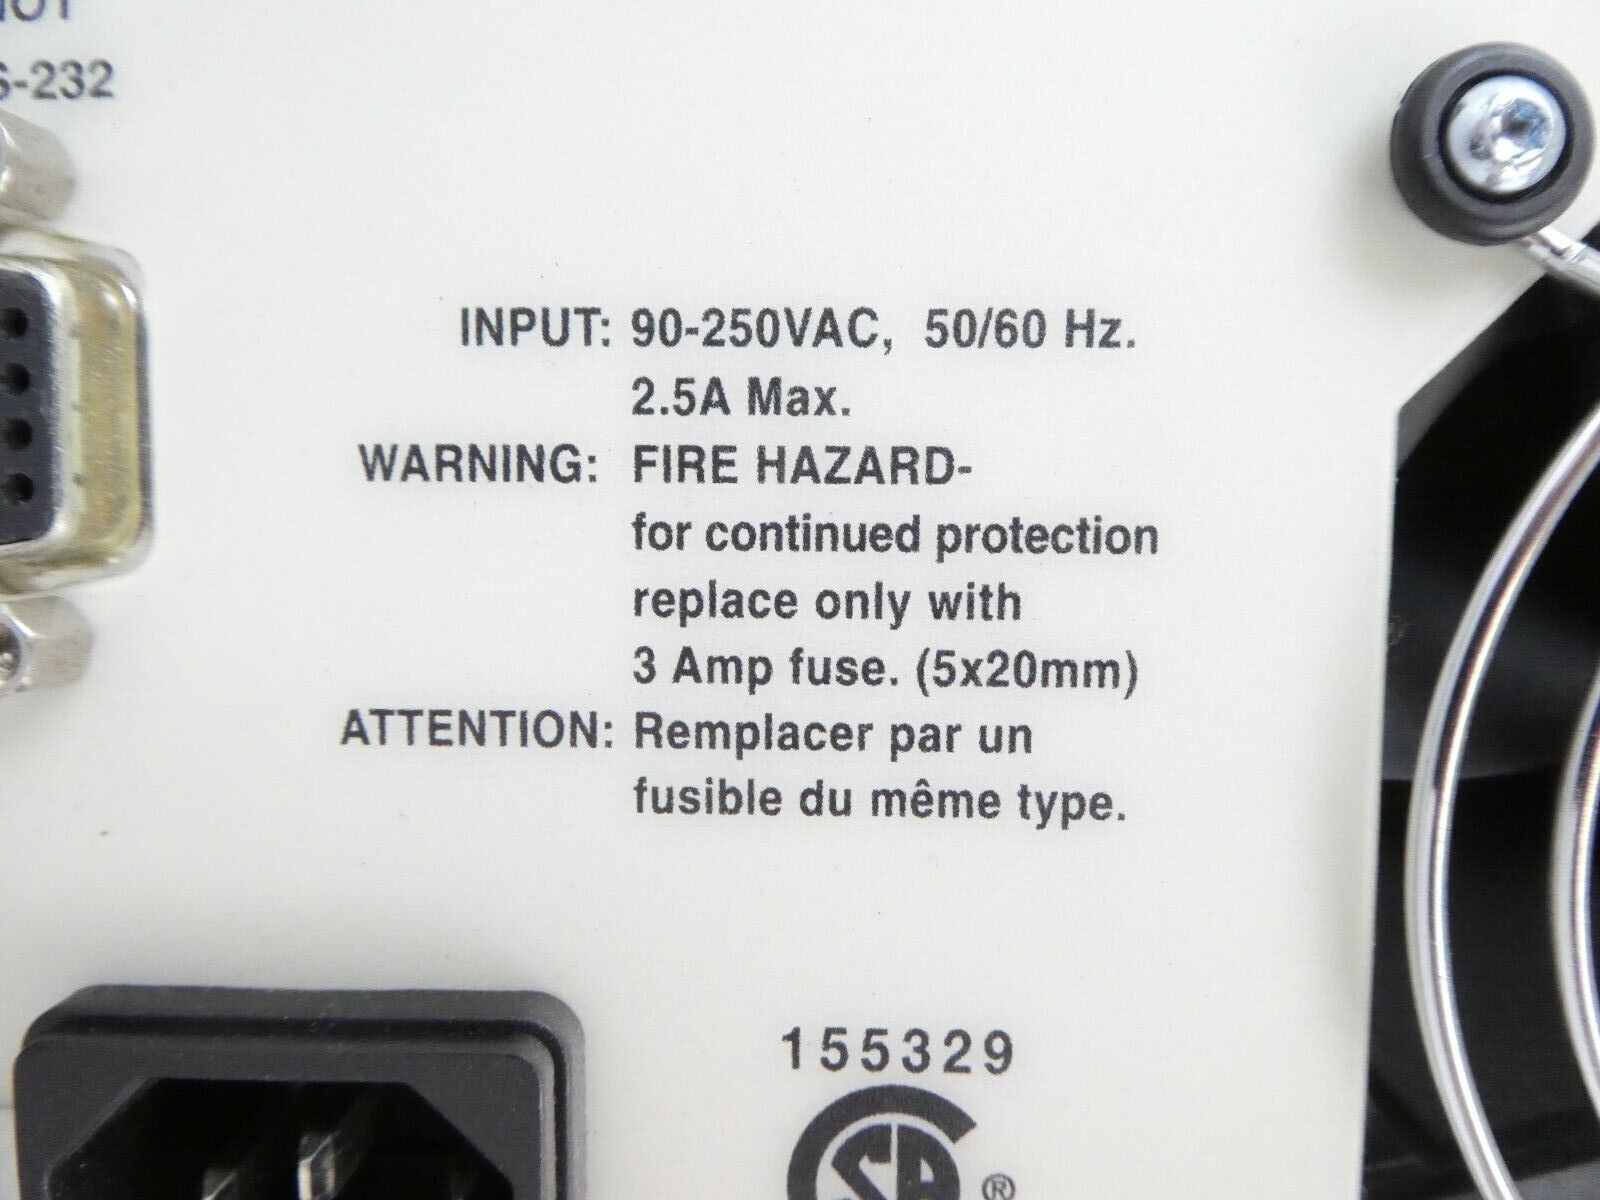 -232
INPUT: 90-250VAC, 50/60 Hz.
2.5A Max.
WARNING: FIRE HAZARD-
for continued protection
replace only with
3 Amp fuse. (5x20mm)
ATTENTION: Remplacer par un
fusible du même type.
155329
®